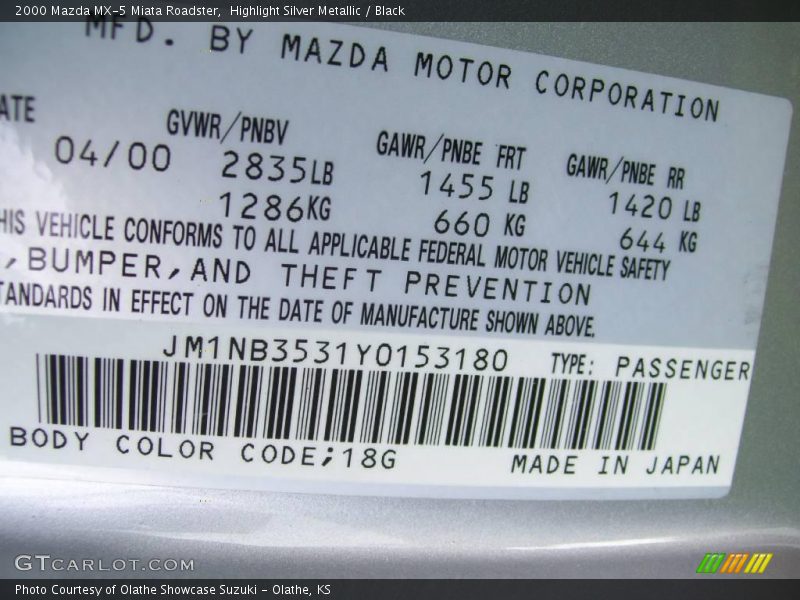 2000 Mazda MX-5 Miata Roadster, Highlight Silver Metallic / Black
MFD. BY MAZDA MOTOR CORPORATION
ATE GVWR/PNBV GAWR/PNBE FRT GAWR/PNBE RR
04/00 2835LB 1455 LB 1420 LB
1286KG 660 KG 644 KG
HIS VEHICLE CONFORMS TO ALL APPLICABLE FEDERAL MOTOR VEHICLE SAFETY
,BUMPER,AND THEFT PREVENTION
TANDARDS IN EFFECT ON THE DATE OF MANUFACTURE SHOWN ABOVE.
JM1NB3531Y0153180 TYPE: PASSENGER
BODY COLOR CODE;18G MADE IN JAPAN
GTCARLOT.COM
Photo Courtesy of Olathe Showcase Suzuki - Olathe, KS